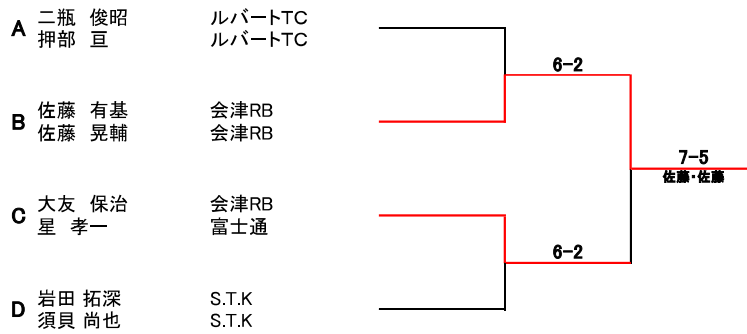 A
二瓶 俊昭 ルバートTC
押部 亘 ルバートTC
6-2
B
佐藤 有基 会津RB
佐藤 晃輔 会津RB
7-5
佐藤・佐藤
C
大友 保治 会津RB
星 孝一 富士通
6-2
D
岩田 拓深 S.T.K
須貝 尚也 S.T.K